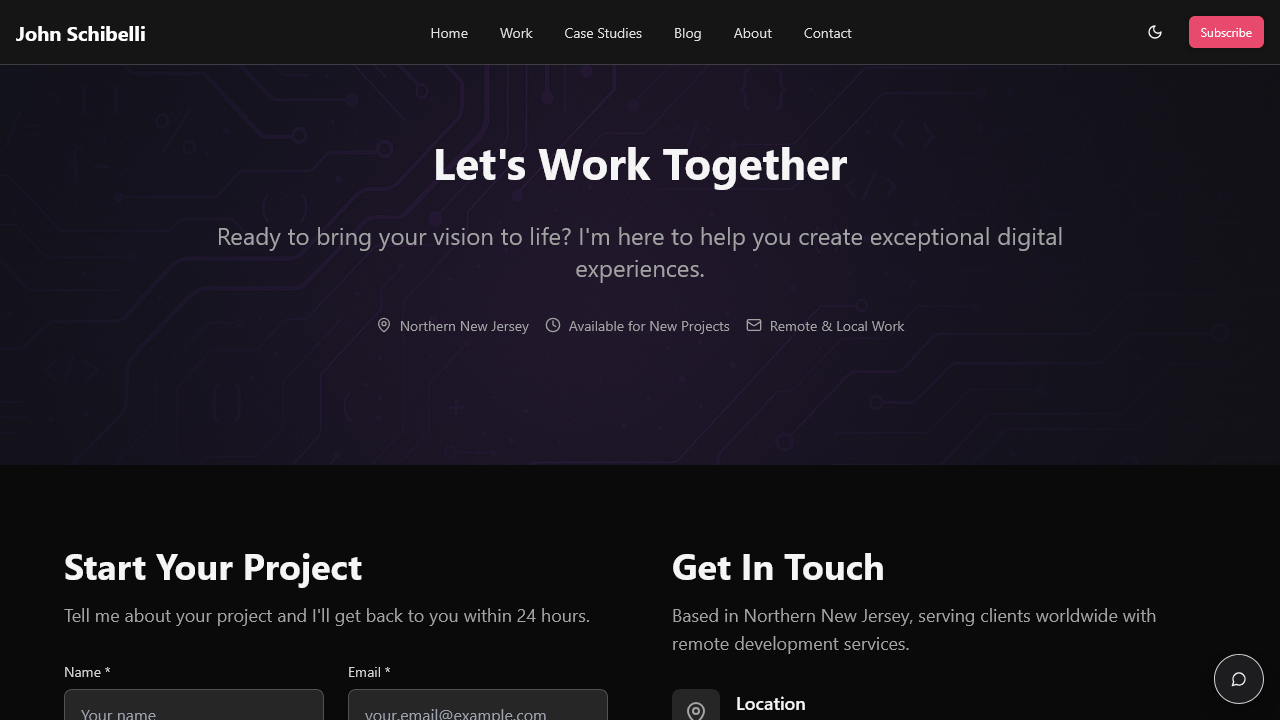 John Schibelli
Home
Work
Case Studies
Blog
About
Contact
Subscribe
Let's Work Together
Ready to bring your vision to life? I'm here to help you create exceptional digital
experiences.
Northern New Jersey
Available for New Projects
Remote & Local Work
Start Your Project
Tell me about your project and I'll get back to you within 24 hours.
Name *
Email *
Your name
your.email@example.com
Get In Touch
Based in Northern New Jersey, serving clients worldwide with
remote development services.
Location